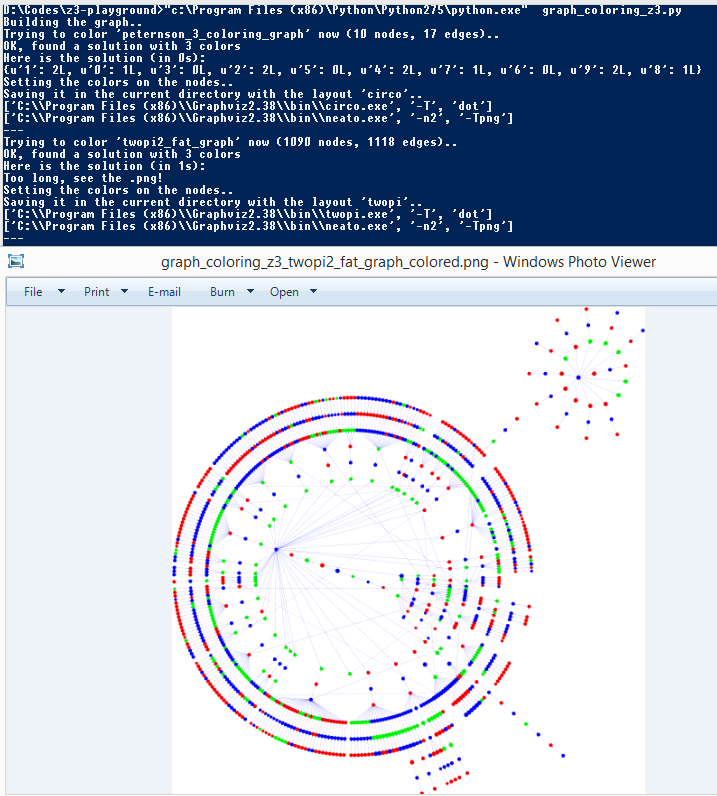 D:\Codes\z3-playground>"c:\Program Files (x86)\Python\Python275\python.exe"  graph_coloring_z3.py
Building the graph..
Trying to color 'peternson_3_coloring_graph' now (10 nodes, 17 edges)..
OK, found a solution with 3 colors
Here is the solution (in 0s):
{u'1': 2L, u'0': 1L, u'3': 0L, u'2': 2L, u'5': 0L, u'4': 2L, u'7': 1L, u'6': 0L, u'9': 2L, u'8': 1L}
Setting the colors on the nodes..
Saving it in the current directory with the layout 'circo'..
['C:\\Program Files (x86)\\Graphviz2.38\\bin\\circo.exe', '-T', 'dot']
['C:\\Program Files (x86)\\Graphviz2.38\\bin\\neato.exe', '-n2', '-Tpng']
---
Trying to color 'twopi2_fat_graph' now (1090 nodes, 1118 edges)..
OK, found a solution with 3 colors
Here is the solution (in 1s):
Too long, see the .png!
Setting the colors on the nodes..
Saving it in the current directory with the layout 'twopi'..
['C:\\Program Files (x86)\\Graphviz2.38\\bin\\twopi.exe', '-T', 'dot']
['C:\\Program Files (x86)\\Graphviz2.38\\bin\\neato.exe', '-n2', '-Tpng']
---
graph_coloring_z3_twopi2_fat_graph_colored.png - Windows Photo Viewer
File Print E-mail Burn Open